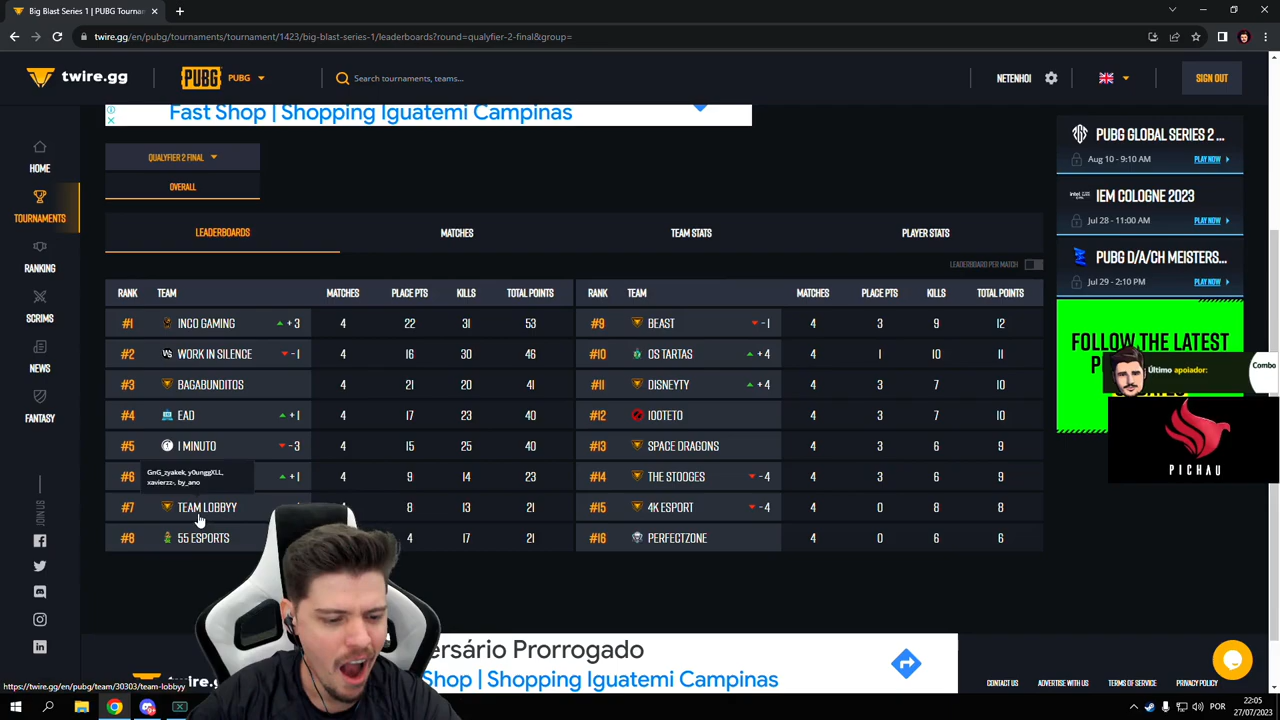 Big Blast Series 1 | PUBG Tourna
twire.gg/en/pubg/tournaments/tournament/1423/big-blast-series-1/leaderboards?round=qualyfier-2-final&group=
twire.gg
PUBG
PUBG
Search tournaments, teams...
NETENHOI
SIGN OUT
Fast Shop | Shopping Iguatemi Campinas
HOME
TOURNAMENTS
RANKING
SCRIMS
NEWS
FANTASY
JOIN US
QUALYFIER 2 FINAL
OVERALL
LEADERBOARDS
MATCHES
TEAM STATS
PLAYER STATS
LEADERBOARD PER MATCH
RANK TEAM MATCHES PLACE PTS KILLS TOTAL POINTS
#1 INCO GAMING +3 4 22 31 53
#2 WORK IN SILENCE -1 4 16 30 46
#3 BAGABUNDITOS 4 21 20 41
#4 EAD +1 4 17 23 40
#5 1 MINUTO -3 4 15 25 40
#6 +1 4 9 14 23
GnG_zyakek, y0unggXLL,
xavierzz-, by_ano
#7 TEAM LOBBYY 8 13 21
#8 55 ESPORTS 4 17 21
RANK TEAM MATCHES PLACE PTS KILLS TOTAL POINTS
#9 BEAST -1 4 3 9 12
#10 OS TARTAS +4 4 1 10 11
#11 DISNEYTY +4 4 3 7 10
#12 100TETO 4 3 7 10
#13 SPACE DRAGONS 4 3 6 9
#14 THE STOOGES -4 4 3 6 9
#15 4K ESPORT -4 4 0 8 8
#16 PERFECTZONE 4 0 6 6
PUBG GLOBAL SERIES 2 ...
Aug 10 - 9:10 AM PLAY NOW
intel
IEM COLOGNE 2023
Jul 28 - 11:00 AM PLAY NOW
PUBG D/A/CH MEISTERS...
Jul 29 - 2:10 PM PLAY NOW
FOLLOW THE LATEST
Último apoiador:
Combo
PICHAU
ersário Prorrogado
Shop | Shopping Iguatemi Campinas
twire.g
CONTACT US
ADVERTISE WITH US
TERMS OF SERVICE
PRIVACY POLICY
https://twire.gg/en/pubg/team/30303/team-lobbyy
POR
22:05
27/07/2023